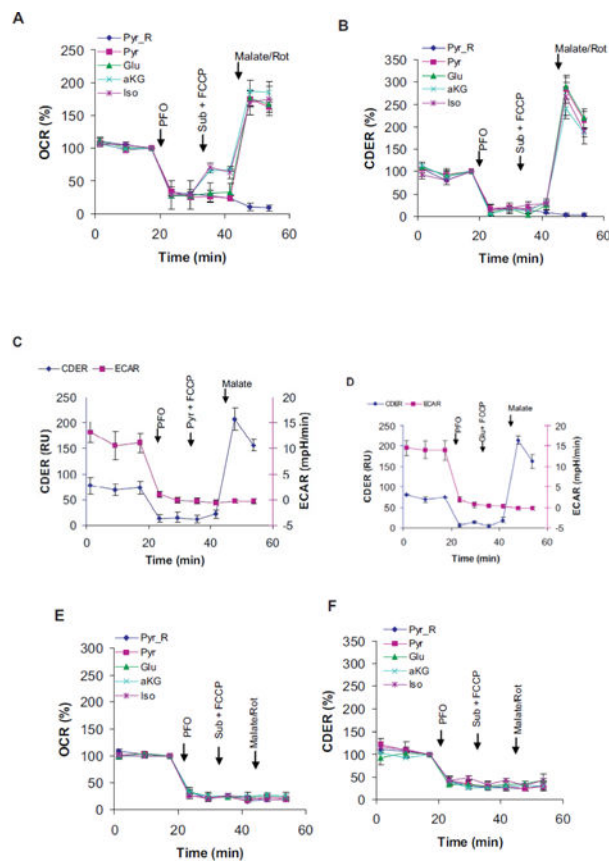 A
OCR (%)
250
200
150
100
50
0
0
20
40
60
Time (min)
Pyr_R
Pyr
Glu
aKG
Iso
PFO
Sub + FCCP
Malate/Rot
B
CDER (%)
350
300
250
200
150
100
50
0
0
20
40
60
Time (min)
Pyr_R
Pyr
Glu
aKG
Iso
PFO
Sub + FCCP
Malate/Rot
C
CDER
ECAR
CDER (RU)
250
200
150
100
50
0
0
20
40
60
Time (min)
PFO
Pyr + FCCP
Malate
20
15
10
5
0
-5
ECAR (mpH/min)
D
CDER
ECAR
CDER (RU)
250
200
150
100
50
0
0
20
40
60
Time (min)
PFO
Glu+ FCCP
Malate
20
15
10
5
0
-5
ECAR (mpH/min)
E
OCR (%)
300
250
200
150
100
50
0
0
20
40
60
Time (min)
Pyr_R
Pyr
Glu
aKG
Iso
PFO
Sub + FCCP
Malate/Rot
F
CDER (%)
350
300
250
200
150
100
50
0
0
20
40
60
Time (min)
Pyr_R
Pyr
Glu
aKG
Iso
PFO
Sub + FCCP
Malate/Rot